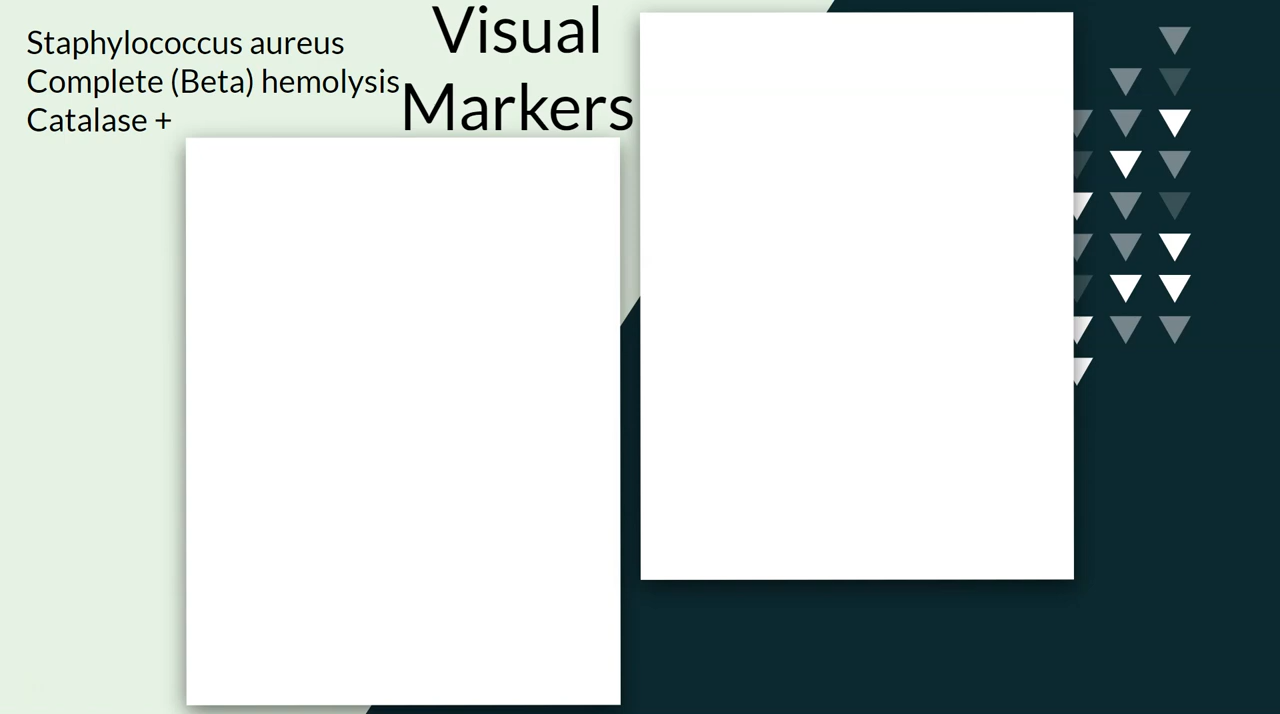 Staphylococcus aureus
Complete (Beta) hemolysis
Catalase +
Visual
Markers